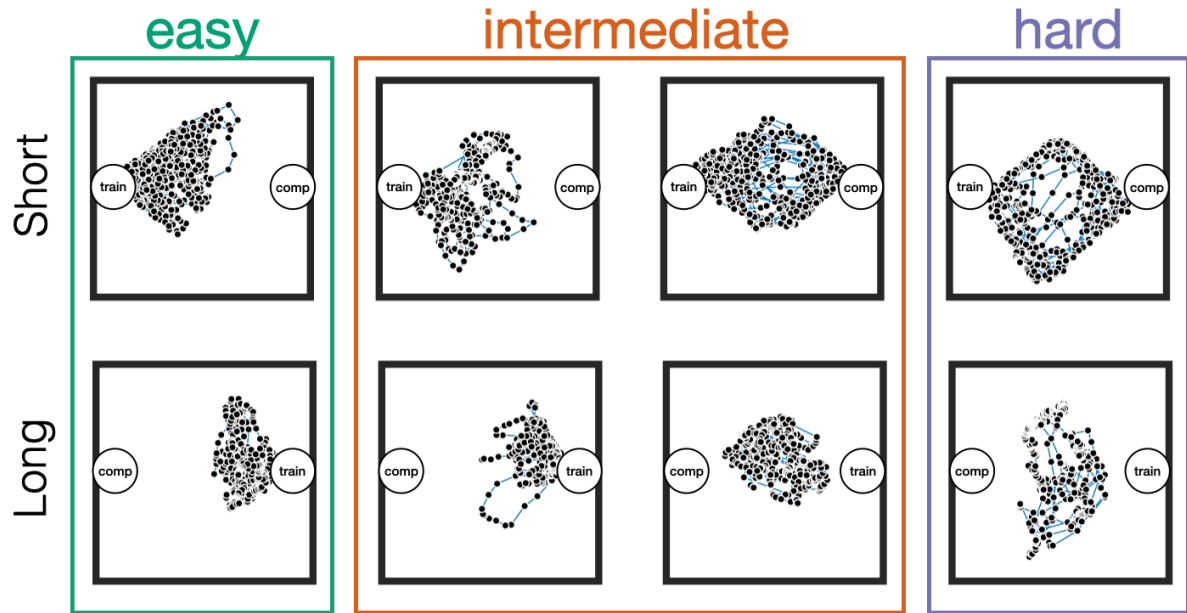 easy intermediate hard
Short
train comp train comp train comp train comp
Long
comp train comp train comp train comp train